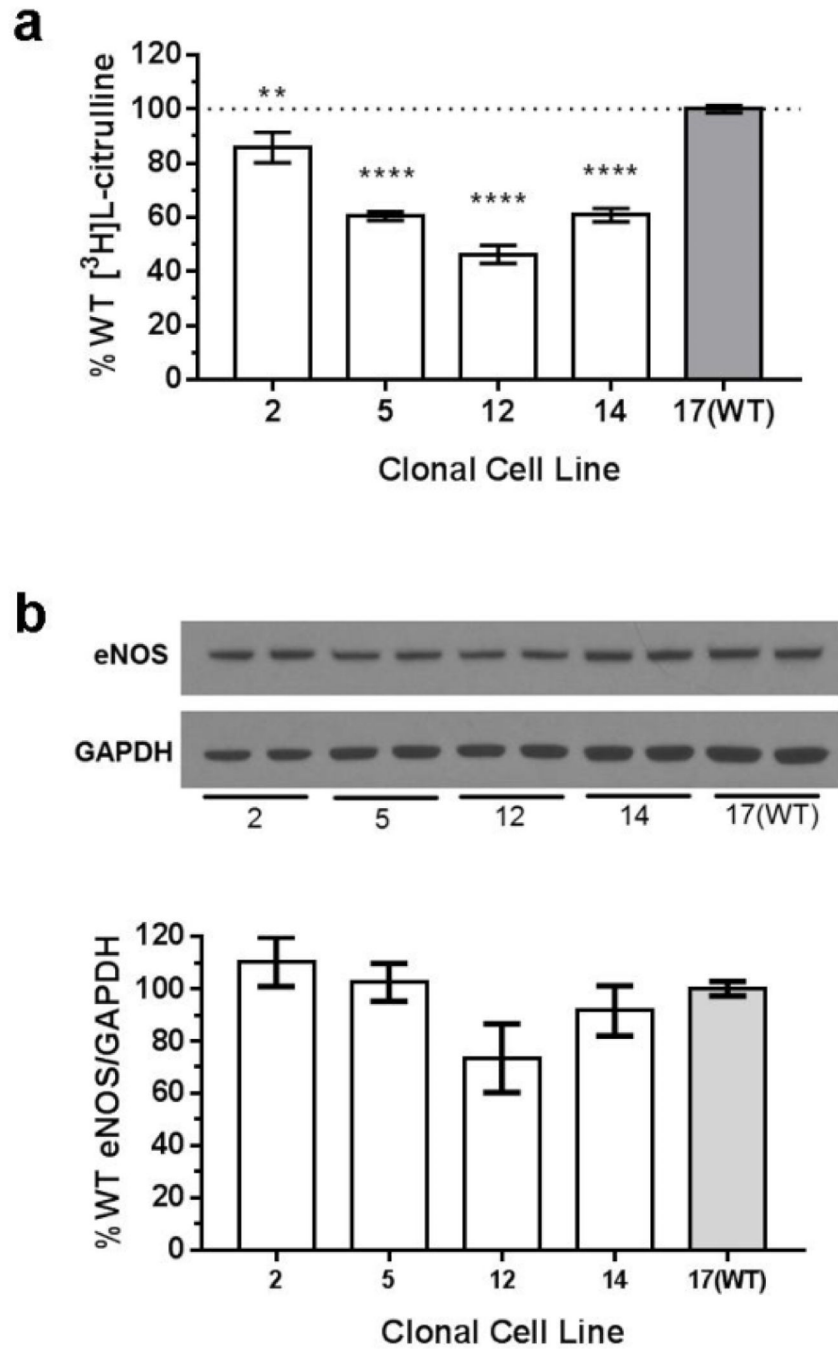 a
% WT [³H]L-citrulline
120
100
80
60
40
20
0
**
****
****
****
2 5 12 14 17(WT)
Clonal Cell Line
b
eNOS
GAPDH
2 5 12 14 17(WT)
% WT eNOS/GAPDH
120
100
80
60
40
20
0
2 5 12 14 17(WT)
Clonal Cell Line